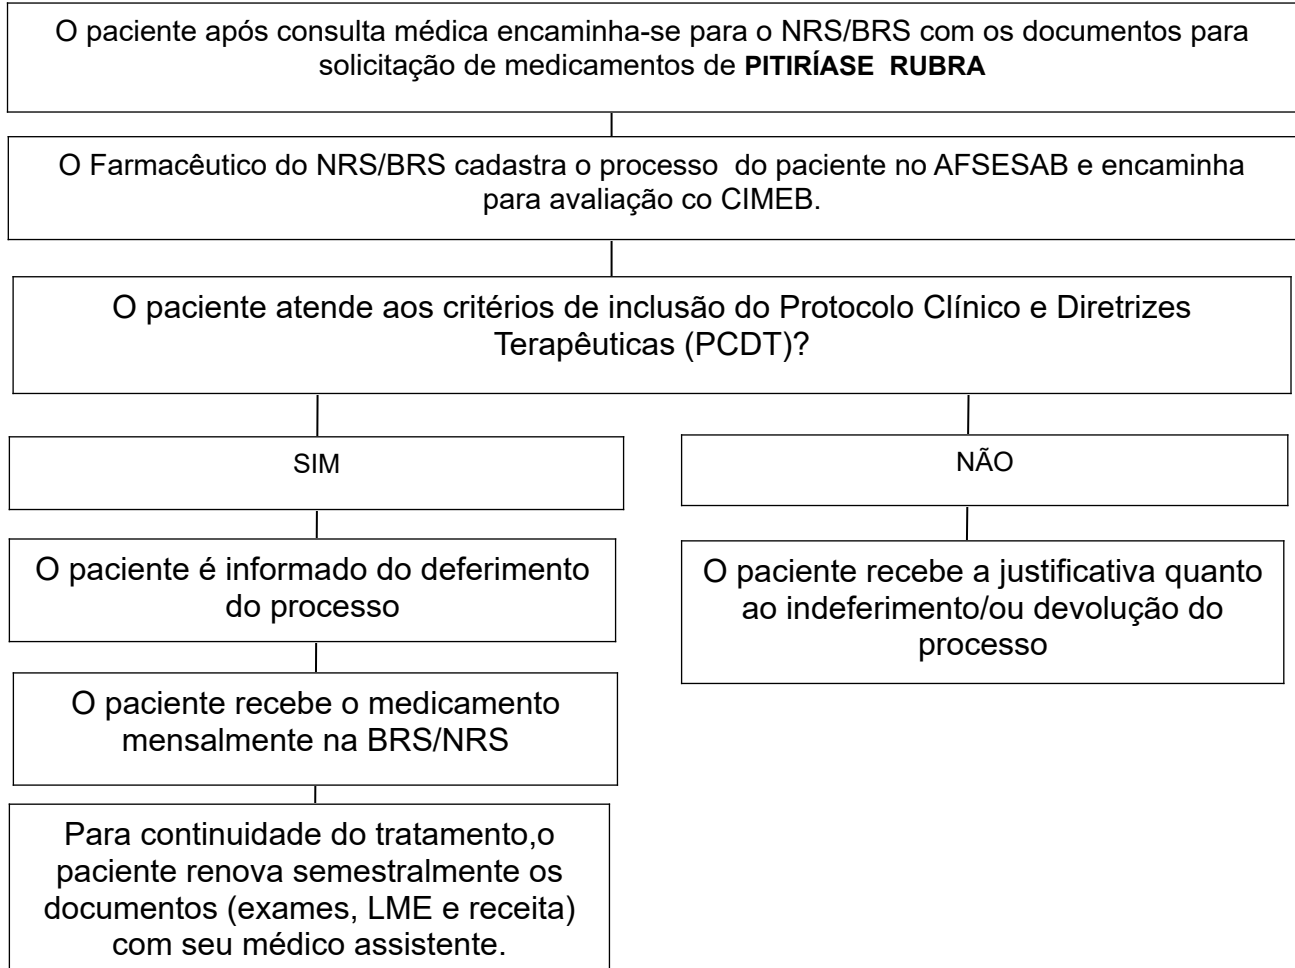 O paciente após consulta médica encaminha-se para o NRS/BRS com os documentos para
solicitação de medicamentos de PITIRÍASE RUBRA
O Farmacêutico do NRS/BRS cadastra o processo do paciente no AFSESAB e encaminha
para avaliação co CIMEB.
O paciente atende aos critérios de inclusão do Protocolo Clínico e Diretrizes
Terapêuticas (PCDT)?
SIM
NÃO
O paciente é informado do deferimento
do processo
O paciente recebe a justificativa quanto
ao indeferimento/ou devolução do
processo
O paciente recebe o medicamento
mensalmente na BRS/NRS
Para continuidade do tratamento,o
paciente renova semestralmente os
documentos (exames, LME e receita)
com seu médico assistente.